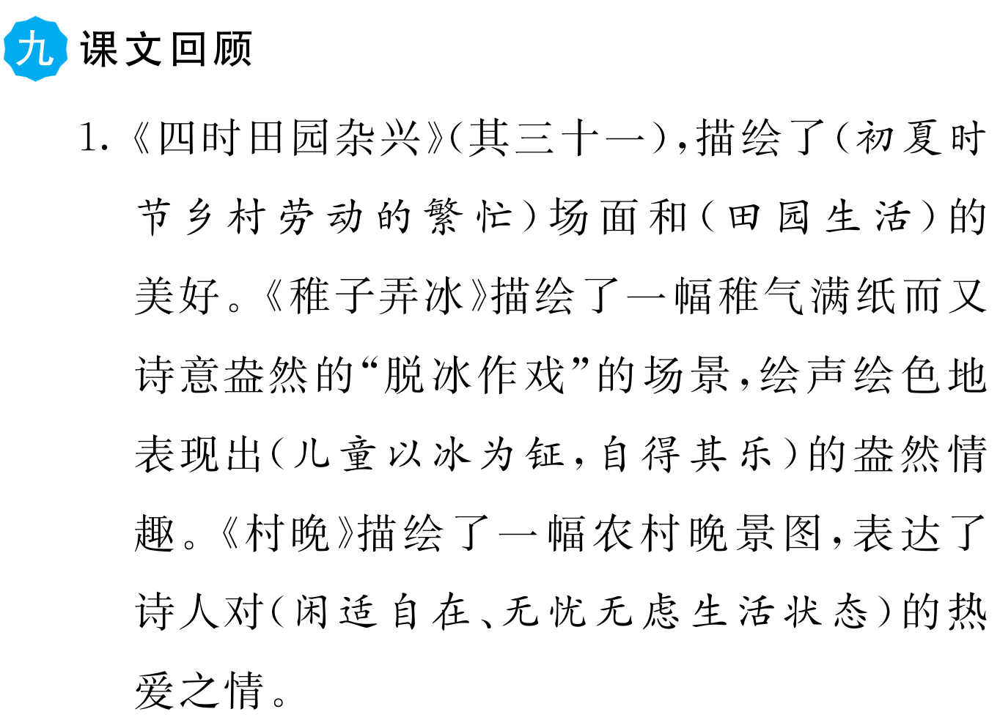 九 课文回顾
1.《四时田园杂兴》(其三十一),描绘了(初夏时
节乡村劳动的繁忙)场面和(田园生活)的
美好。《稚子弄冰》描绘了一幅稚气满纸而又
诗意盎然的“脱冰作戏”的场景,绘声绘色地
表现出(儿童以冰为钲,自得其乐)的盎然情
趣。《村晚》描绘了一幅农村晚景图,表达了
诗人对(闲适自在、无忧无虑生活状态)的热
爱之情。